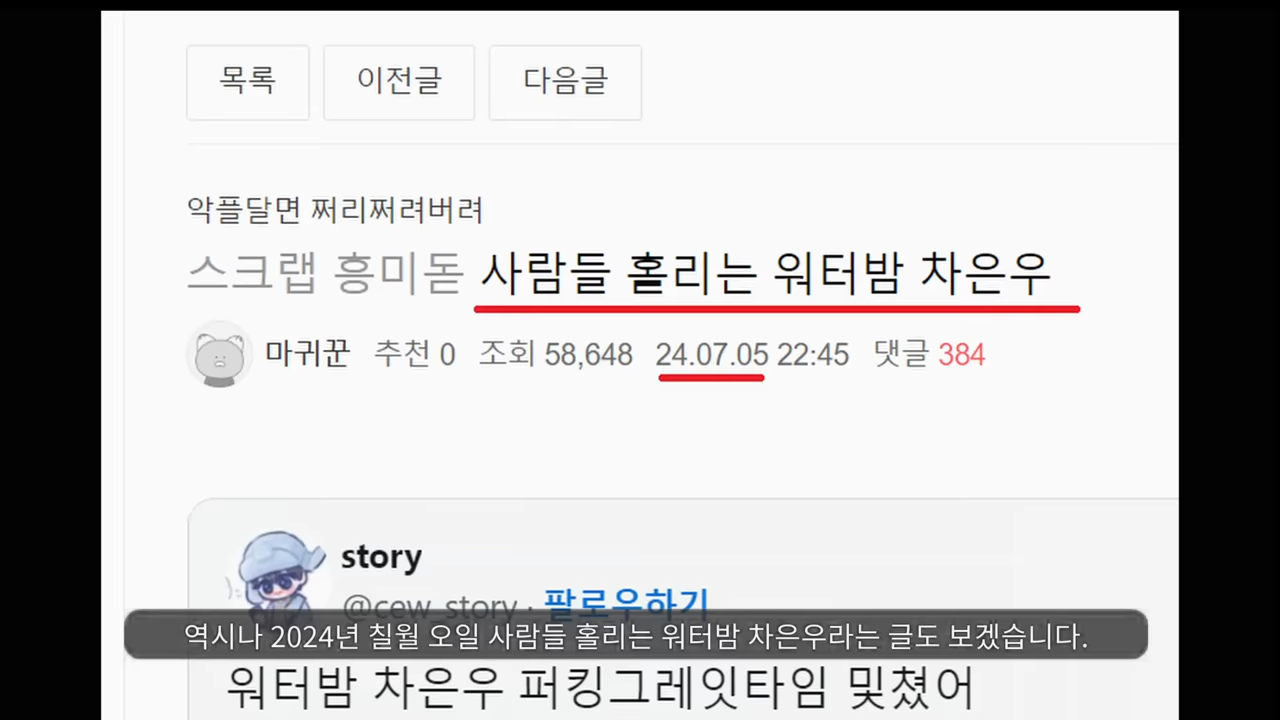 목록 이전글 다음글
악플달면 쩌리쩌려버려
스크랩 흥미돋 사람들 홀리는 워터밤 차은우
마귀꾼 추천 0 조회 58,648 24.07.05 22:45 댓글 384
story
@cew_story · 팔로우하기
역시나 2024년 칠월 오일 사람들 홀리는 워터밤 차은우라는 글도 보겠습니다.
워터밤 차은우 퍼킹그레잇타임 및쳤어